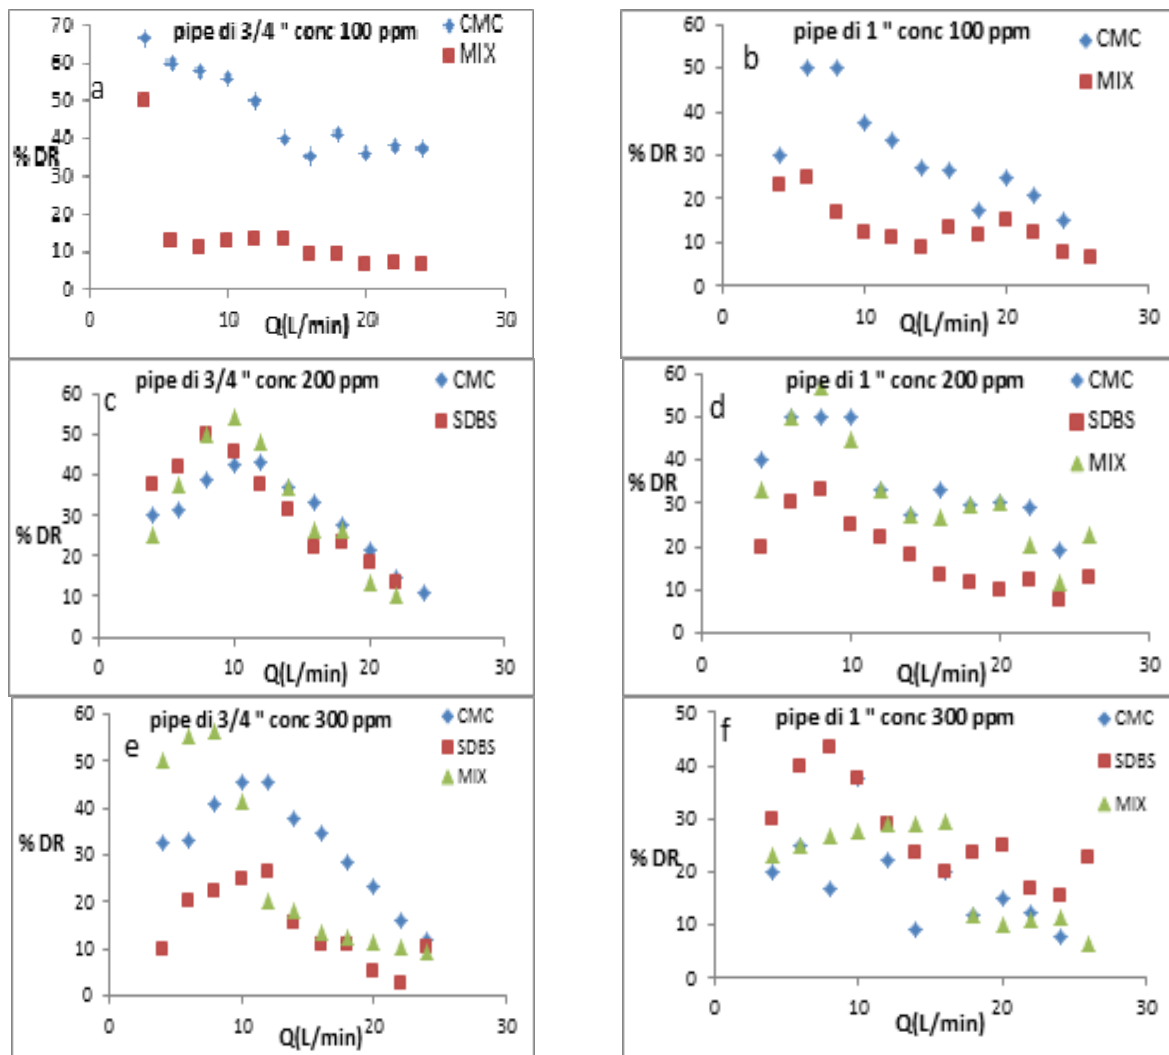 pipe di 3/4 " conc 100 ppm
CMC
MIX
a
% DR
70
60
50
40
30
20
10
0
0
10
20
30
Q(L/min)
pipe di 1 " conc 100 ppm
CMC
MIX
b
% DR
60
50
40
30
20
10
0
0
10
20
30
Q(L/min)
pipe di 3/4 " conc 200 ppm
CMC
SDBS
c
% DR
60
50
40
30
20
10
0
0
10
20
30
Q(L/min)
pipe di 1 " conc 200 ppm
CMC
SDBS
MIX
d
% DR
60
50
40
30
20
10
0
0
10
20
30
Q(L/min)
pipe di 3/4 " conc 300 ppm
CMC
SDBS
MIX
e
% DR
60
50
40
30
20
10
0
0
10
20
30
Q(L/min)
pipe di 1 " conc 300 ppm
CMC
SDBS
MIX
f
% DR
50
40
30
20
10
0
0
10
20
30
Q(L/min)